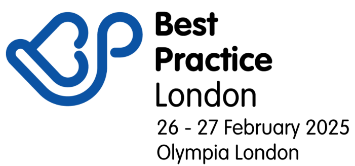 Best
Practice
London
26 - 27 February 2025
Olympia London